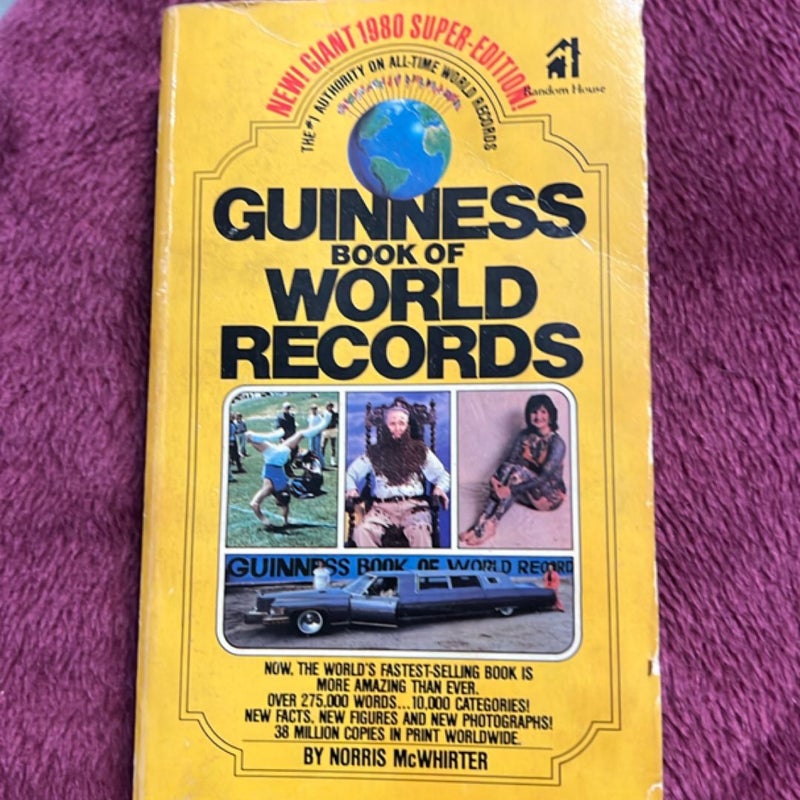 NEW! GIANT 1980 SUPER-EDITION!
THE #1 AUTHORITY ON ALL-TIME WORLD RECORDS
Random House
GUINNESS
BOOK OF
WORLD
RECORDS
GUINNESS BOOK OF WORLD RECORD
NOW, THE WORLD'S FASTEST-SELLING BOOK IS
MORE AMAZING THAN EVER.
OVER 275,000 WORDS...10,000 CATEGORIES!
NEW FACTS, NEW FIGURES AND NEW PHOTOGRAPHS!
38 MILLION COPIES IN PRINT WORLDWIDE.
BY NORRIS McWHIRTER